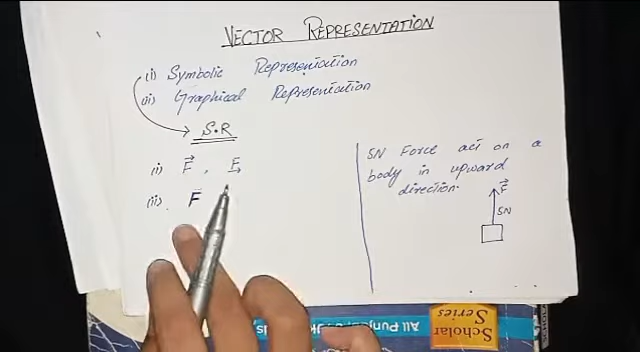 VECTOR REPRESENTATION
(i) Symbolic Representation
(ii) Graphical Representation
S.R
(i) F⃗ , F⃗
(ii) F
5N Force act on a
body in upward
direction.
F⃗
5N
Scholar
Series
All Punjab